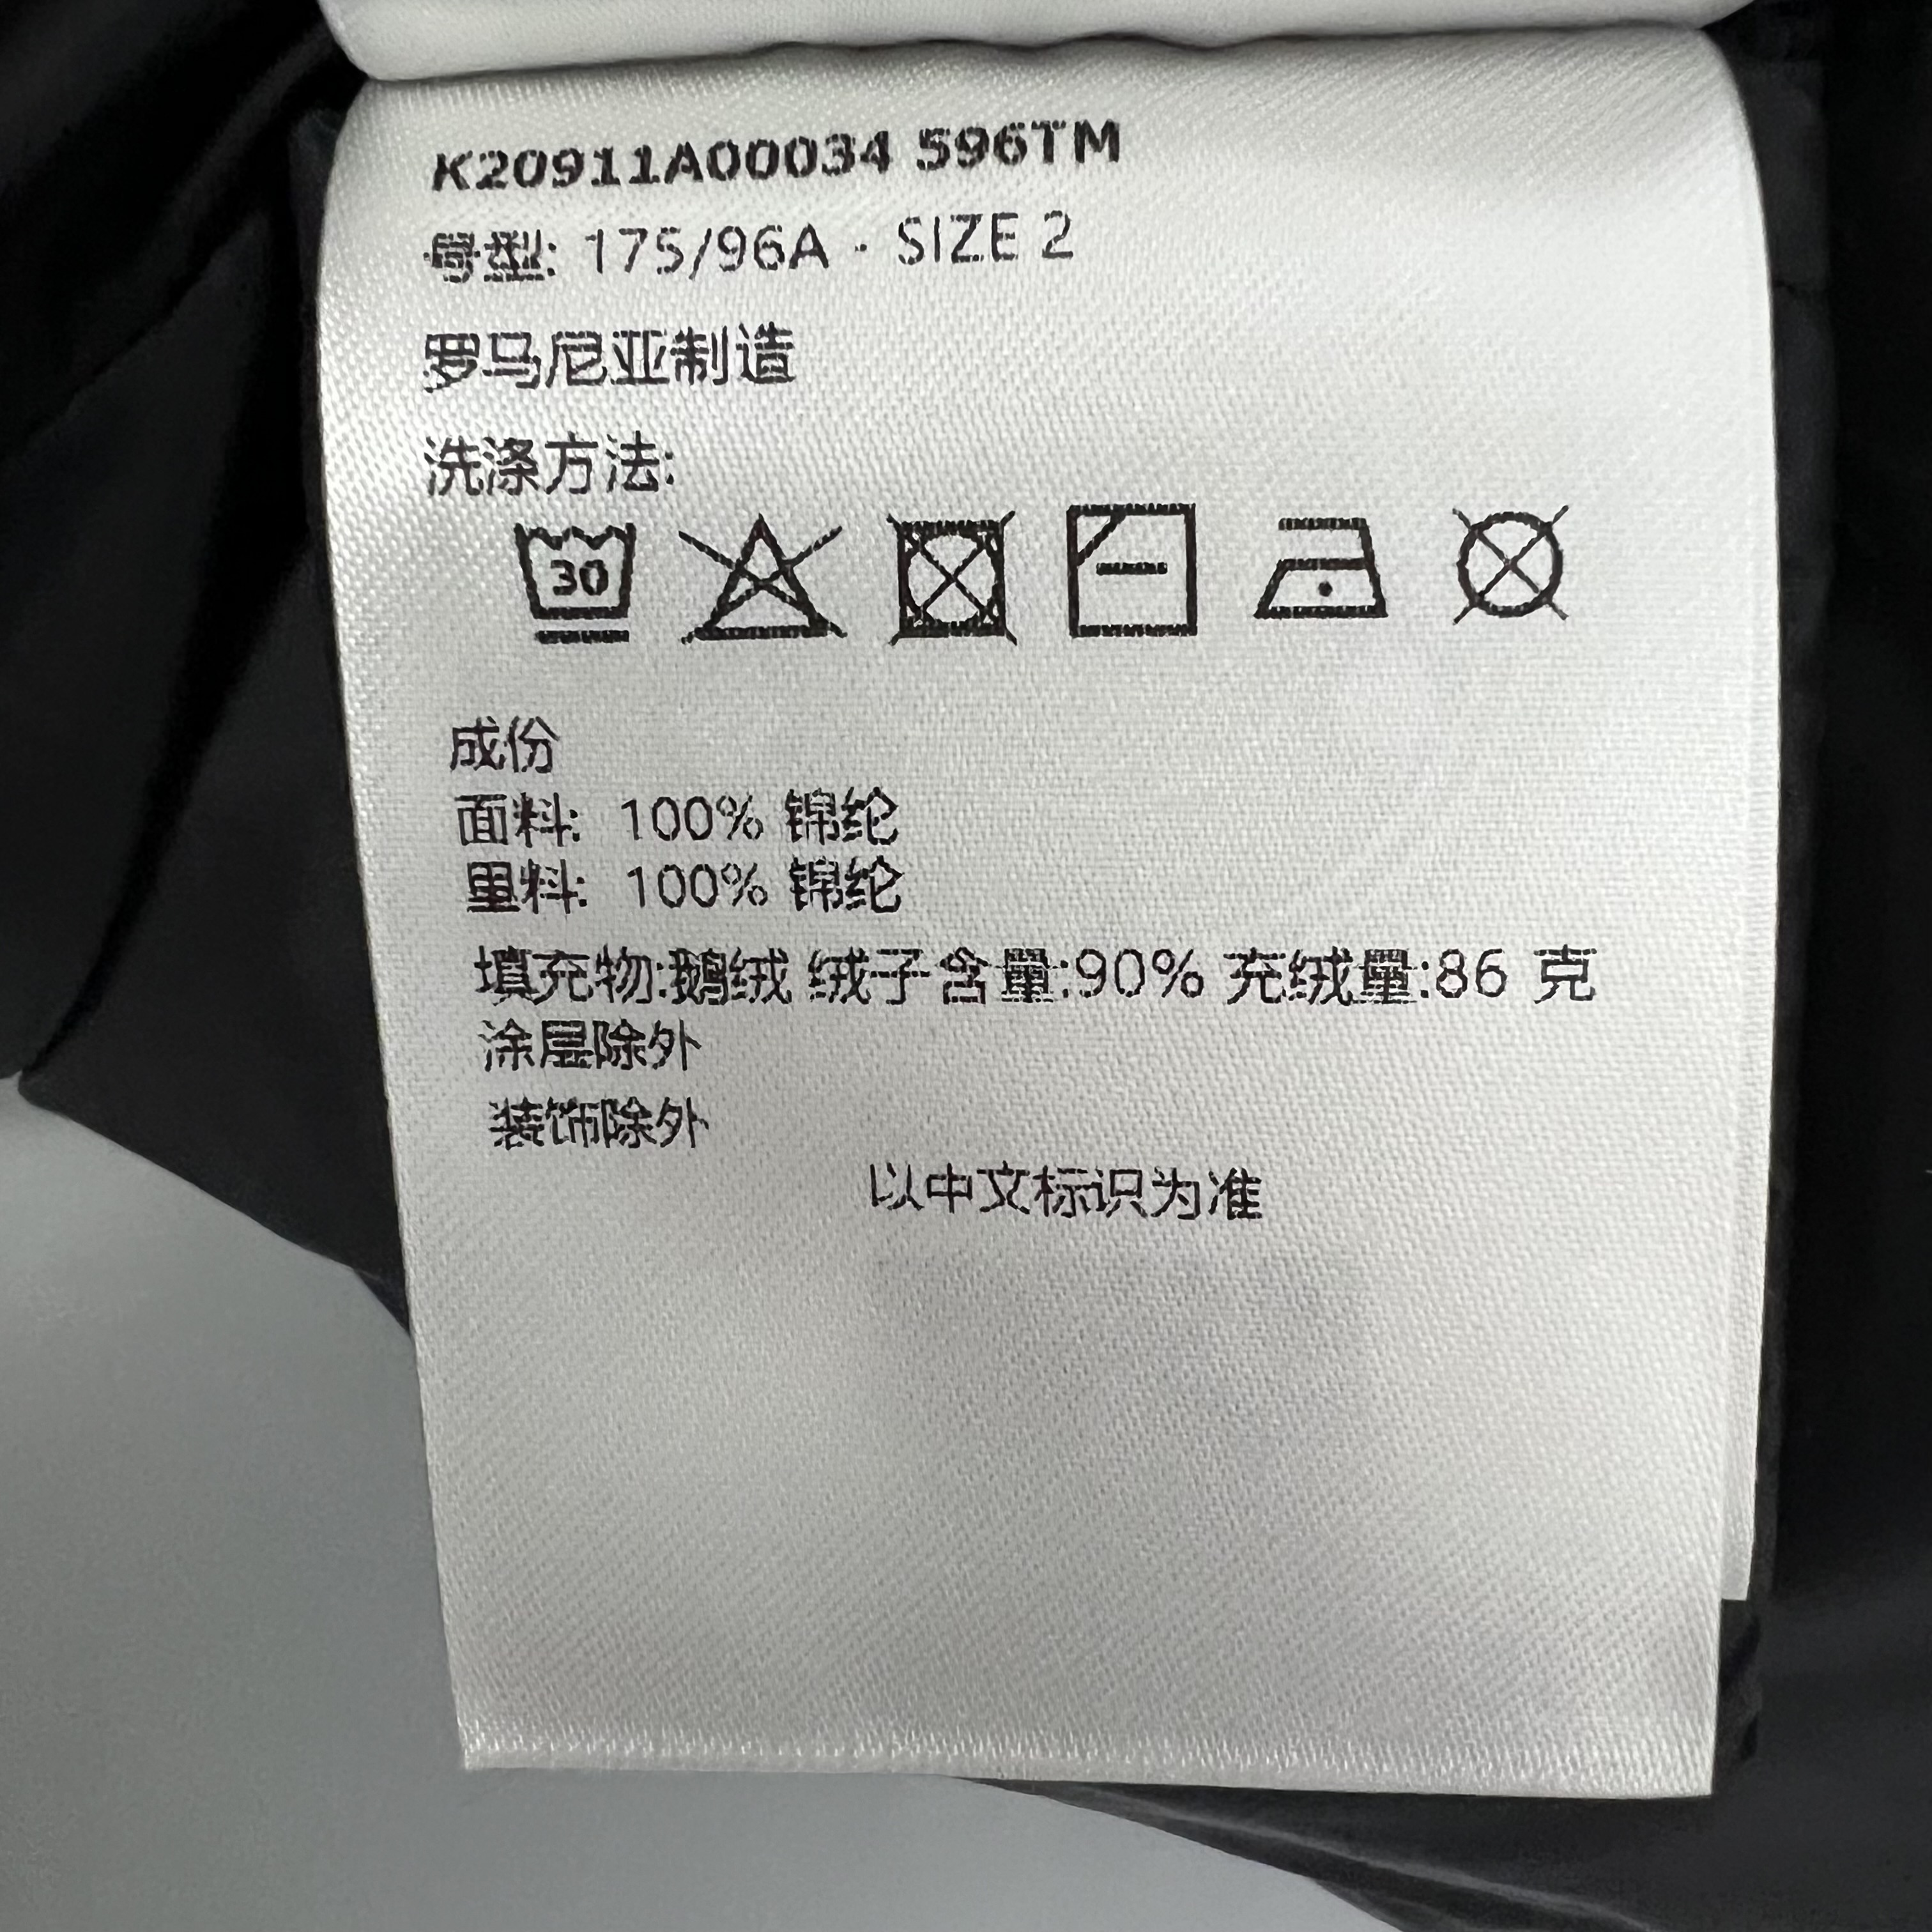 K20911A00034 596TM
号型: 175/96A · SIZE 2
罗马尼亚制造
洗涤方法:
30
成份
面料: 100% 锦纶
里料: 100% 锦纶
填充物:鹅绒 绒子含量:90% 充绒量:86 克
涂层除外
装饰除外
以中文标识为准